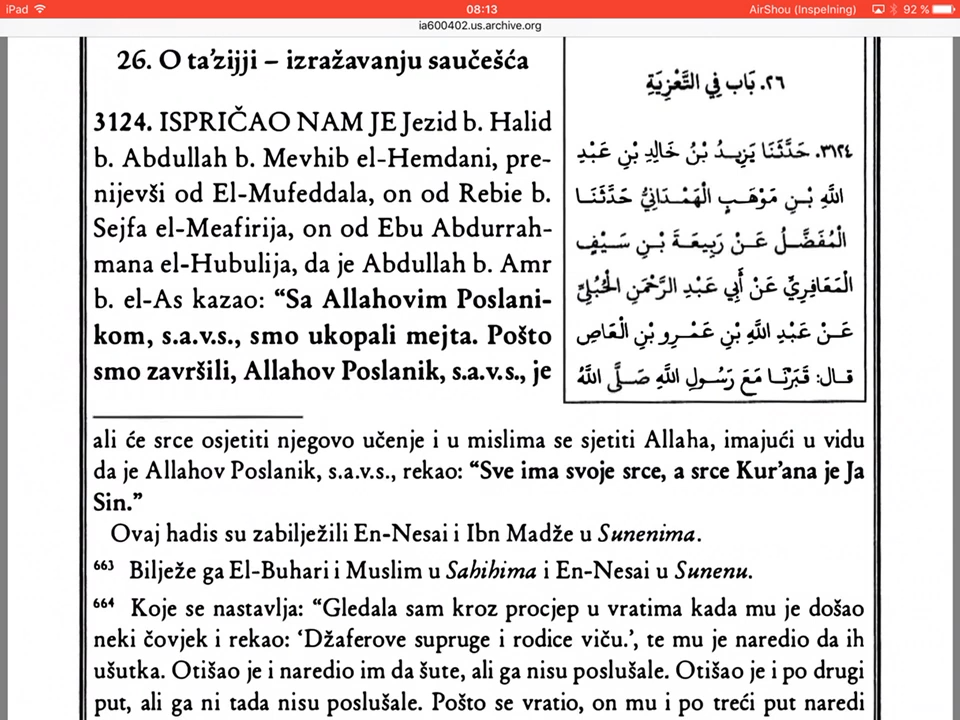 iPad
08:13
AirShou (Inspelning)
92 %
ia600402.us.archive.org
26. O ta’zijji – izražavanju saučešća
3124. ISPRIČAO NAM JE Jezid b. Halid
b. Abdullah b. Mevhib el-Hemdani, pre-
nijevši od El-Mufeddala, on od Rebie b.
Sejfa el-Meafirija, on od Ebu Abdurrah-
mana el-Hubulija, da je Abdullah b. Amr
b. el-As kazao: “Sa Allahovim Poslani-
kom, s.a.v.s., smo ukopali mejta. Pošto
smo završili, Allahov Poslanik, s.a.v.s., je
٢٦. بَاب فِي التَّعْزِيَةِ
٣١٢٤. حَدَّثَنَا يَزِيدُ بْنُ خَالِدِ بْنِ عَبْدِ
اللَّهِ بْنِ مَوْهَبٍ الْهَمْدَانِيُّ حَدَّثَنَا
الْمُفَضَّلُ عَنْ رَبِيعَةَ بْنِ سَيْفٍ
الْمَعَافِرِيِّ عَنْ أَبِي عَبْدِ الرَّحْمَنِ الْحُبُلِيِّ
عَنْ عَبْدِ اللَّهِ بْنِ عَمْرِو بْنِ الْعَاصِ
قَالَ: قَبَرْنَا مَعَ رَسُولِ اللَّهِ صَلَّى اللَّهُ
ali će srce osjetiti njegovo učenje i u mislima se sjetiti Allaha, imajući u vidu
da je Allahov Poslanik, s.a.v.s., rekao: “Sve ima svoje srce, a srce Kur’ana je Ja
Sin.”
Ovaj hadis su zabilježili En-Nesai i Ibn Madže u Sunenima.
663 Bilježe ga El-Buhari i Muslim u Sahihima i En-Nesai u Sunenu.
664 Koje se nastavlja: “Gledala sam kroz procjep u vratima kada mu je došao
neki čovjek i rekao: ‘Džaferove supruge i rodice viču.’, te mu je naredio da ih
ušutka. Otišao je i naredio im da šute, ali ga nisu poslušale. Otišao je i po drugi
put, ali ga ni tada nisu poslušale. Pošto se vratio, on mu i po treći put naredi